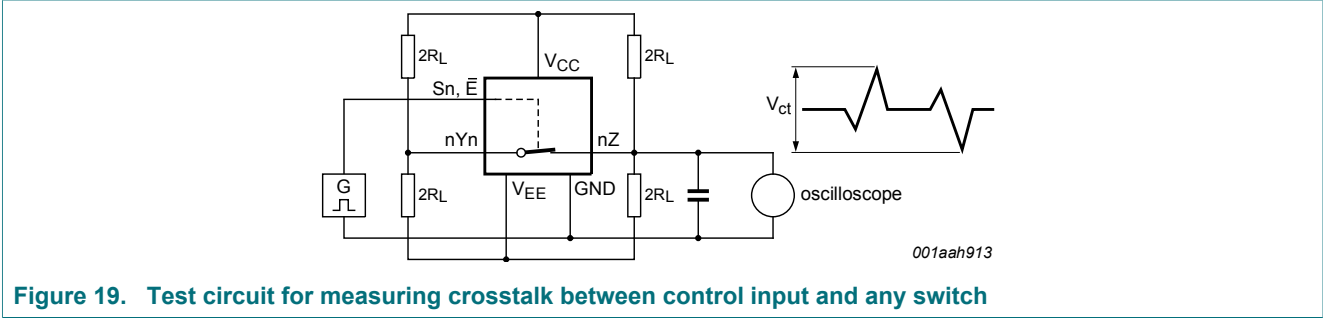 2RL
VCC
2RL
Sn, E̅
Vct
nYn
nZ
G
2RL
VEE
GND
2RL
oscilloscope
001aah913
Figure 19. Test circuit for measuring crosstalk between control input and any switch